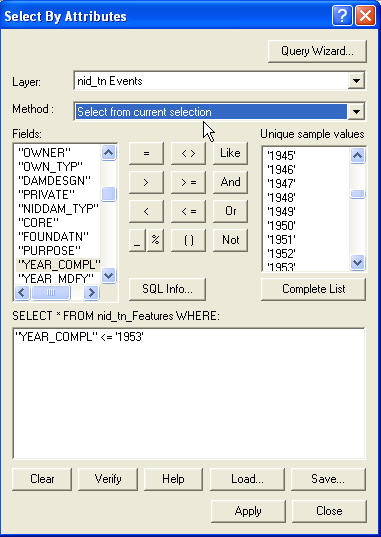 Select By Attributes
Query Wizard...
Layer: nid_tn Events
Method : Select from current selection
Fields:
"OWNER"
"OWN_TYP"
"DAMDESGN"
"PRIVATE"
"NIDDAM_TYP"
"CORE"
"FOUNDATN"
"PURPOSE"
"YEAR_COMPL"
"YEAR_MDFY"
= < > Like
> > = And
< < = Or
_ % ( ) Not
Unique sample values
'1945'
'1946'
'1947'
'1948'
'1949'
'1950'
'1951'
'1952'
'1953'
SQL Info...
Complete List
SELECT * FROM nid_tn_Features WHERE:
"YEAR_COMPL" <= '1953'
Clear Verify Help Load... Save...
Apply Close